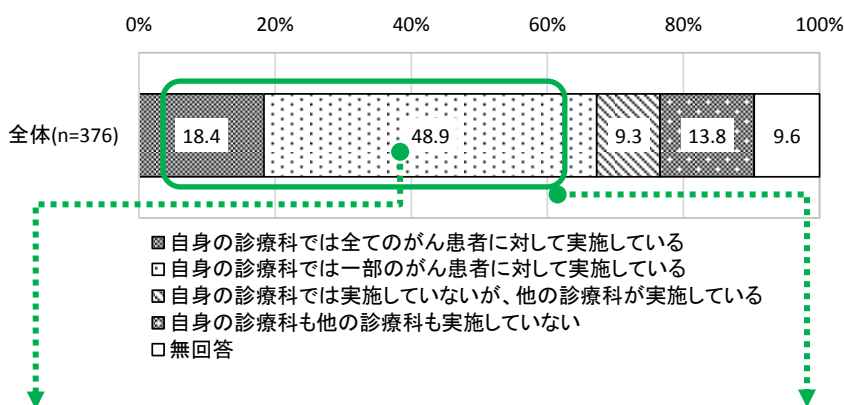 0% 20% 40% 60% 80% 100%
全体(n=376) 18.4 48.9 9.3 13.8 9.6
自身の診療科では全てのがん患者に対して実施している
自身の診療科では一部のがん患者に対して実施している
自身の診療科では実施していないが、他の診療科が実施している
自身の診療科も他の診療科も実施していない
無回答